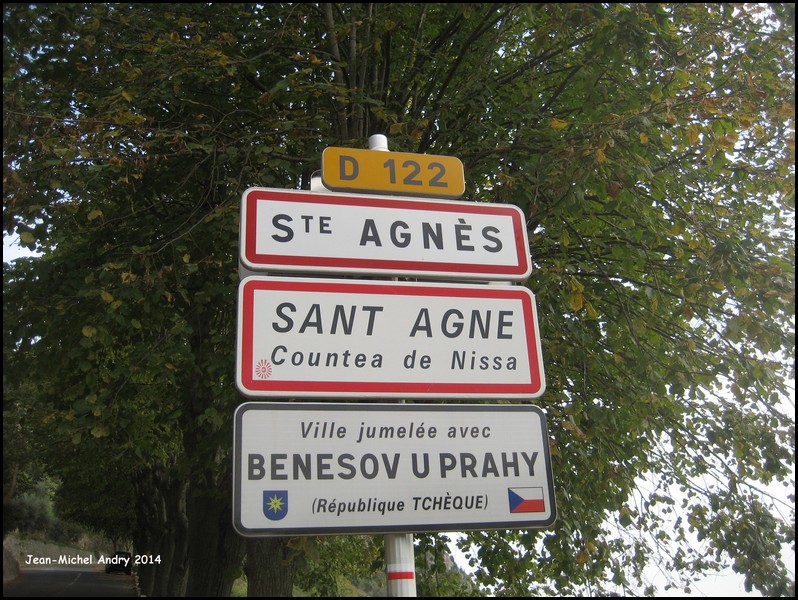 D 122
STE AGNÈS
SANT AGNE
Countea de Nissa
Ville jumelée avec
BENESOV U PRAHY
(République TCHÈQUE)
Jean-Michel Andry 2014